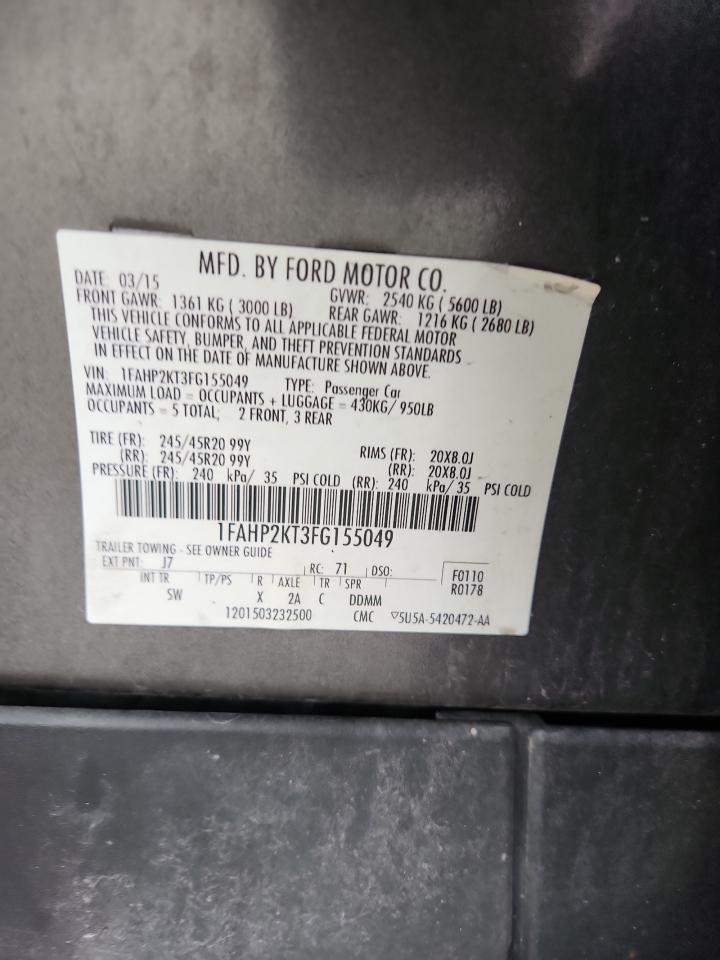 MFD. BY FORD MOTOR CO.
DATE: 03/15 GVWR: 2540 KG ( 5600 LB)
FRONT GAWR: 1361 KG ( 3000 LB) REAR GAWR: 1216 KG ( 2680 LB)
THIS VEHICLE CONFORMS TO ALL APPLICABLE FEDERAL MOTOR
VEHICLE SAFETY, BUMPER, AND THEFT PREVENTION STANDARDS
IN EFFECT ON THE DATE OF MANUFACTURE SHOWN ABOVE.
VIN: 1FAHP2KT3FG155049 TYPE: Passenger Car
MAXIMUM LOAD = OCCUPANTS + LUGGAGE = 430KG/ 950LB
OCCUPANTS = 5 TOTAL; 2 FRONT, 3 REAR
TIRE (FR): 245/45R20 99Y RIMS (FR): 20X8.0J
(RR): 245/45R20 99Y (RR): 20X8.0J
PRESSURE (FR): 240 kPa/ 35 PSI COLD (RR): 240 kPa/ 35 PSI COLD
1FAHP2KT3FG155049
TRAILER TOWING - SEE OWNER GUIDE
EXT PNT: J7 RC: 71 DSO: F0110
INT TR TP/PS R AXLE TR SPR R0178
SW X 2A C DDMM
1201503232500 CMC ▽5U5A-5420472-AA